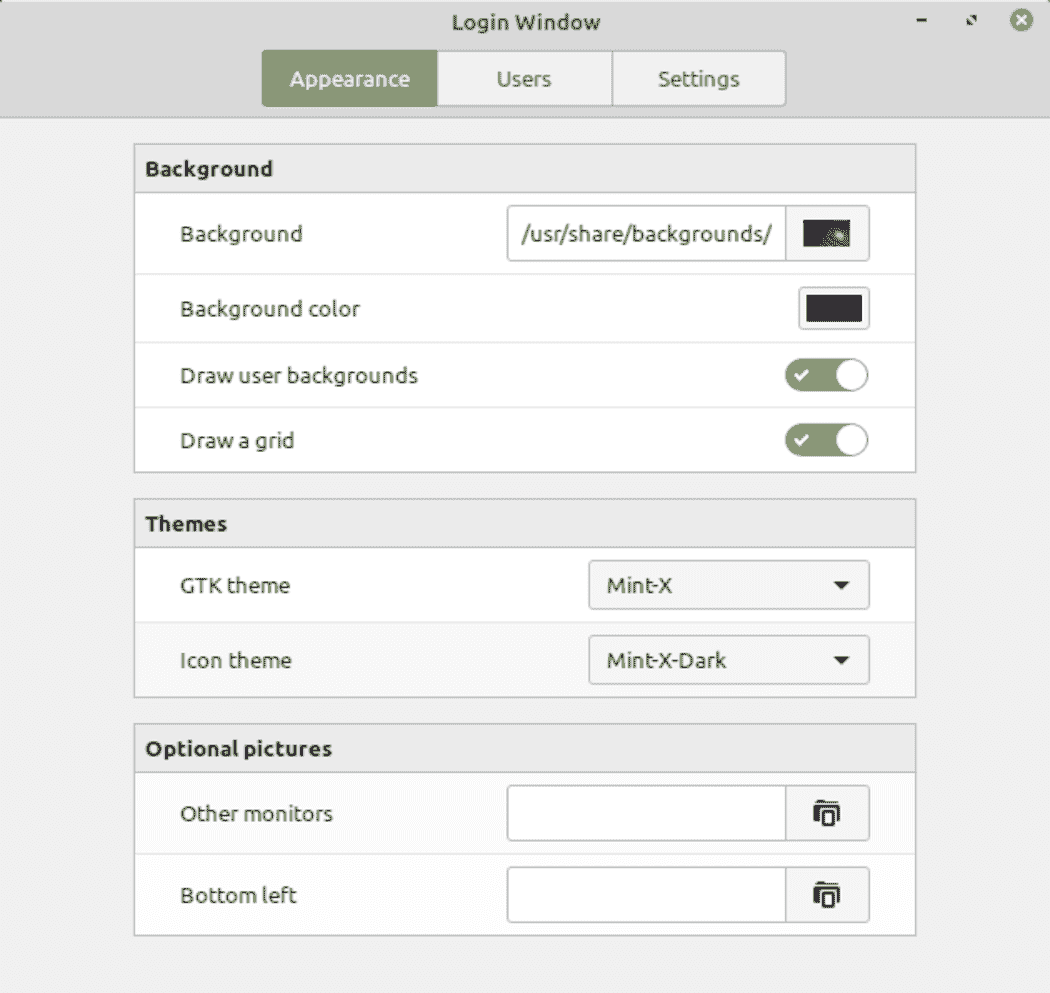 Login Window
Appearance Users Settings
Background
Background /usr/share/backgrounds/
Background color
Draw user backgrounds
Draw a grid
Themes
GTK theme Mint-X
Icon theme Mint-X-Dark
Optional pictures
Other monitors
Bottom left